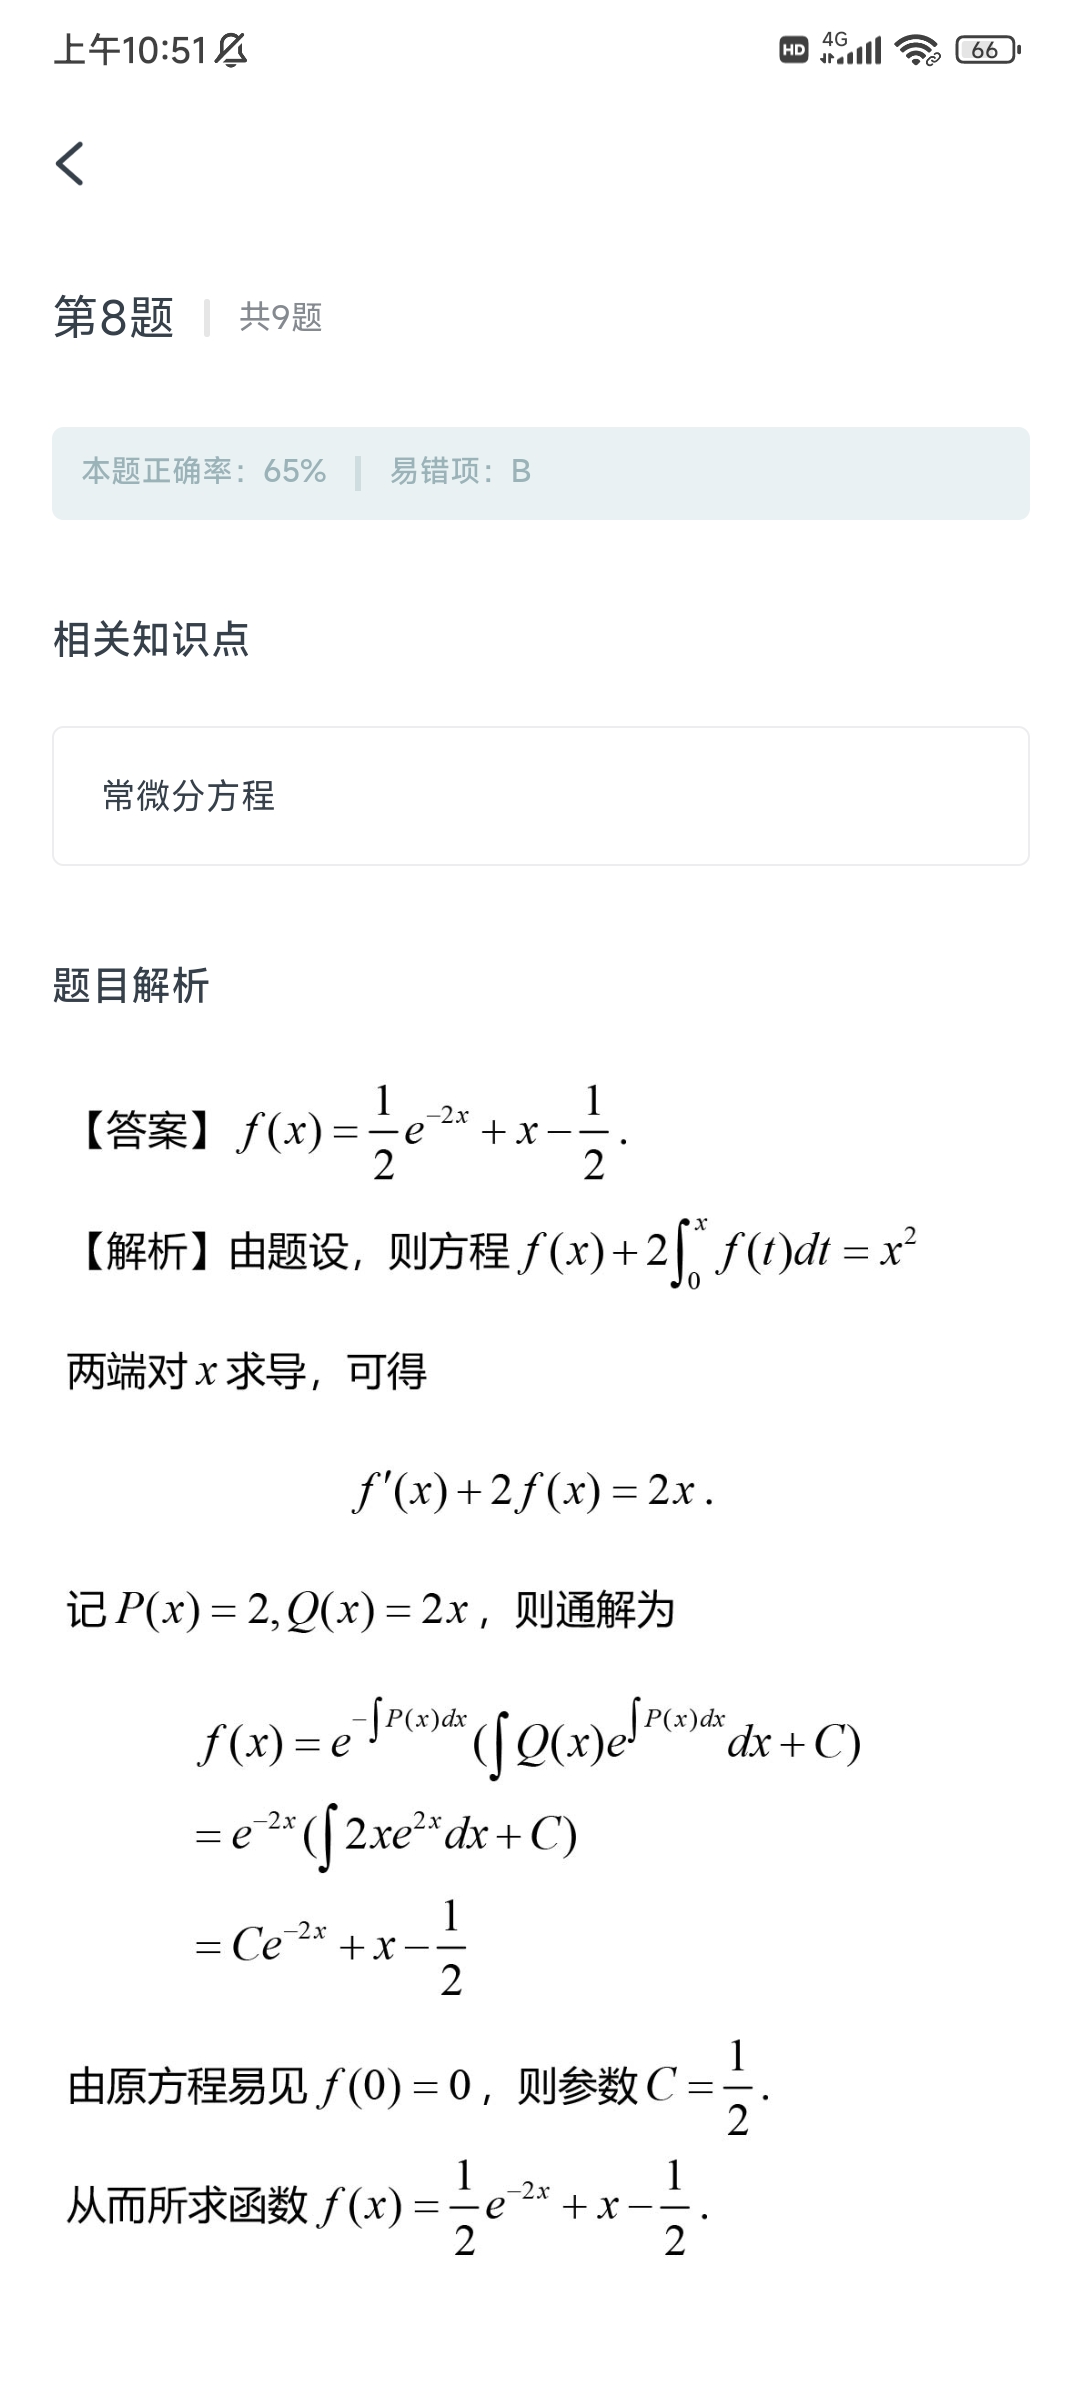 上午10:51
HD 4G 66
第8题 共9题
本题正确率：65% 易错项：B
相关知识点
常微分方程
题目解析
【答案】 f(x) = \frac{1}{2}e^{-2x} + x - \frac{1}{2}.
【解析】由题设，则方程 f(x) + 2\int_0^x f(t)dt = x^2
两端对 x 求导，可得
f'(x) + 2f(x) = 2x.
记 P(x) = 2, Q(x) = 2x，则通解为
f(x) = e^{-\int P(x)dx}(\int Q(x)e^{\int P(x)dx}dx + C)
= e^{-2x}(\int 2xe^{2x}dx + C)
= Ce^{-2x} + x - \frac{1}{2}
由原方程易见 f(0) = 0，则参数 C = \frac{1}{2}.
从而所求函数 f(x) = \frac{1}{2}e^{-2x} + x - \frac{1}{2}.